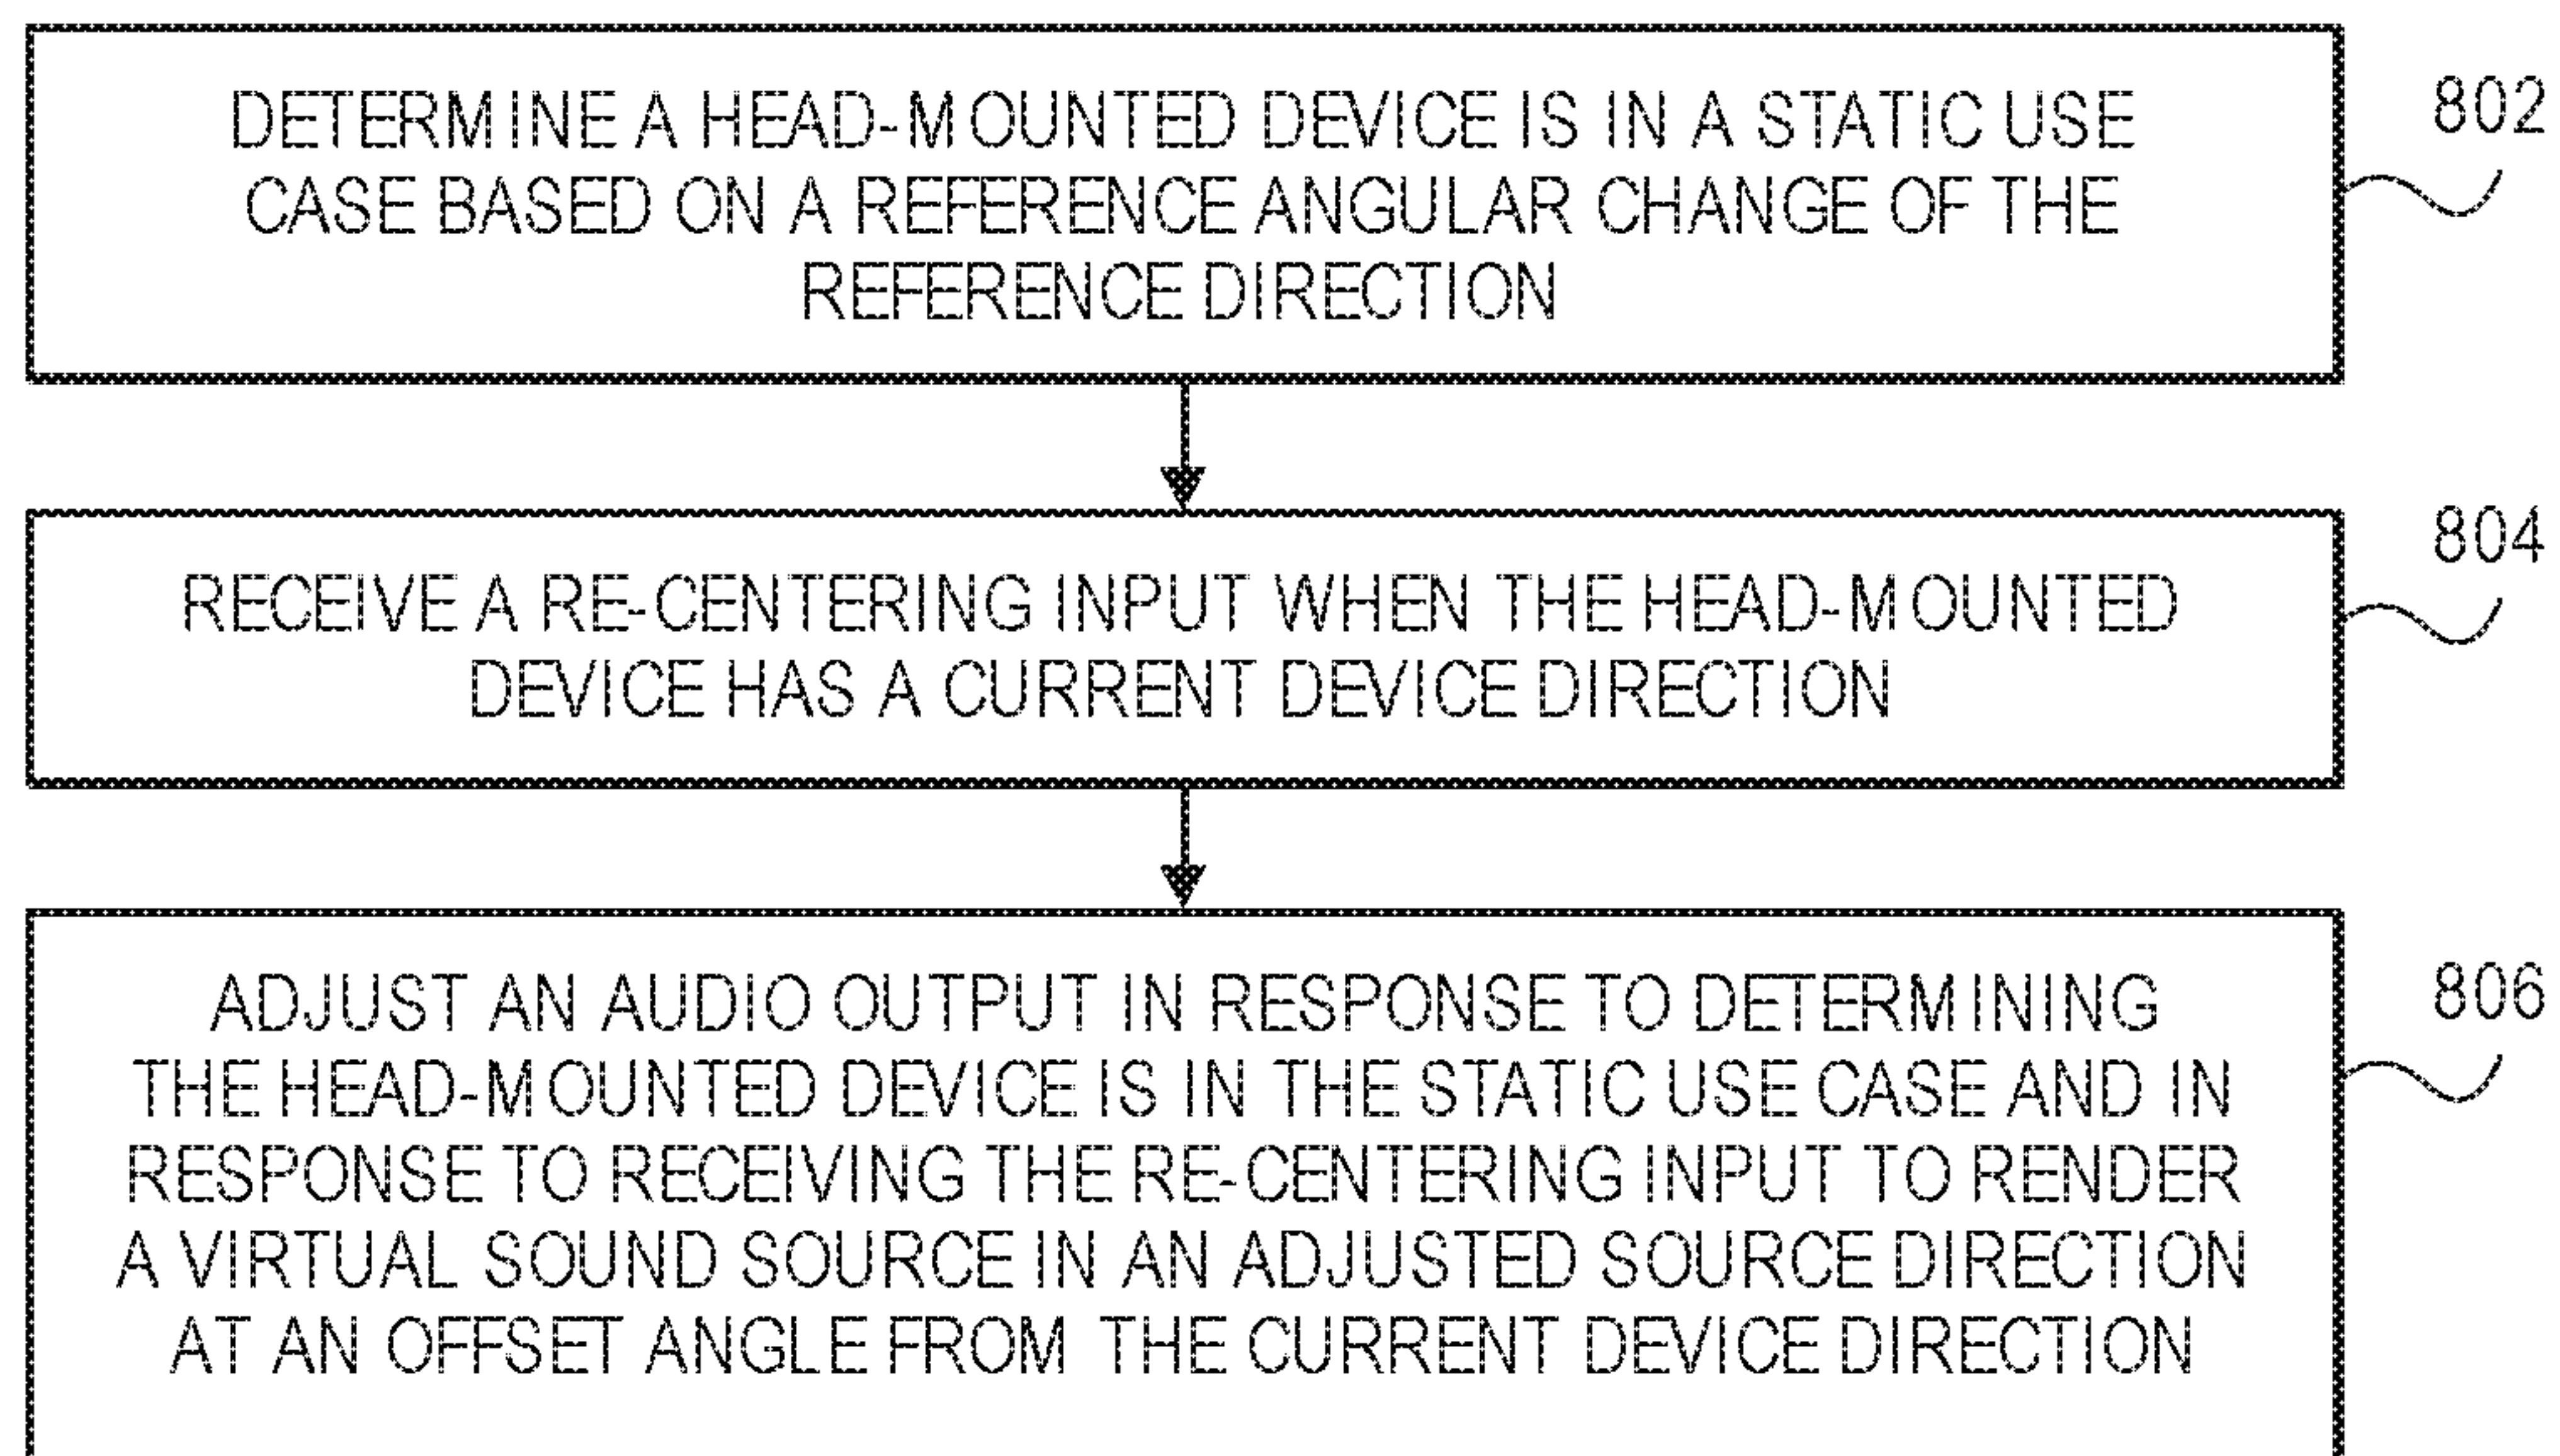 DETERMINE A HEAD-MOUNTED DEVICE IS IN A STATIC USE
CASE BASED ON A REFERENCE ANGULAR CHANGE OF THE
REFERENCE DIRECTION
802
RECEIVE A RE-CENTERING INPUT WHEN THE HEAD-MOUNTED
DEVICE HAS A CURRENT DEVICE DIRECTION
804
ADJUST AN AUDIO OUTPUT IN RESPONSE TO DETERMINING
THE HEAD-MOUNTED DEVICE IS IN THE STATIC USE CASE AND IN
RESPONSE TO RECEIVING THE RE-CENTERING INPUT TO RENDER
A VIRTUAL SOUND SOURCE IN AN ADJUSTED SOURCE DIRECTION
AT AN OFFSET ANGLE FROM THE CURRENT DEVICE DIRECTION
806